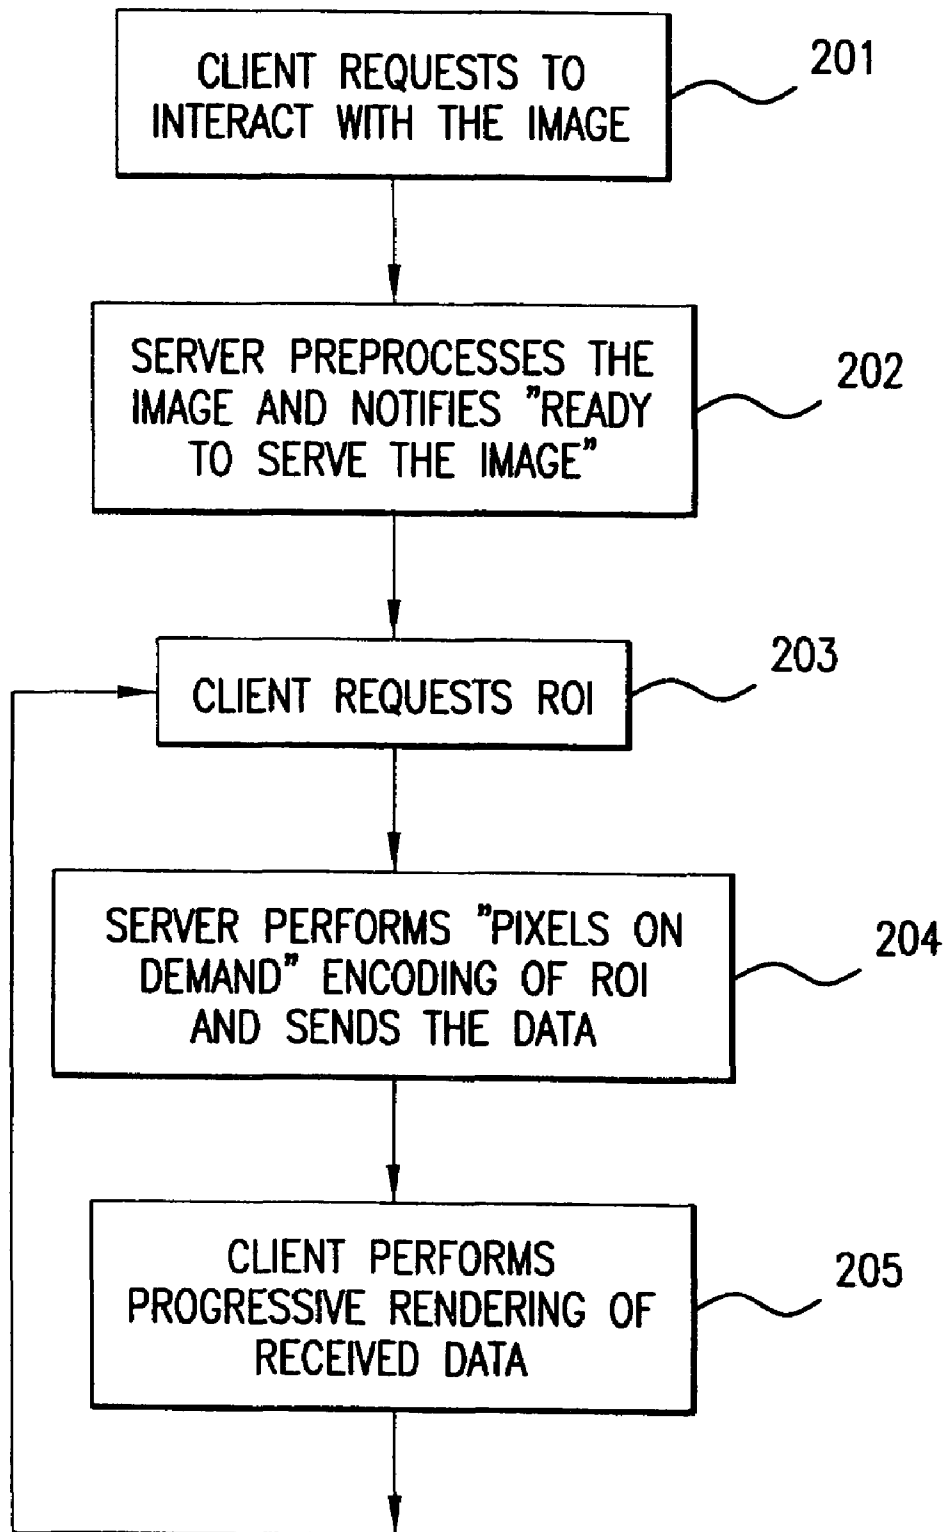 CLIENT REQUESTS TO
INTERACT WITH THE IMAGE
201
SERVER PREPROCESSES THE
IMAGE AND NOTIFIES "READY
TO SERVE THE IMAGE"
202
CLIENT REQUESTS ROI
203
SERVER PERFORMS "PIXELS ON
DEMAND" ENCODING OF ROI
AND SENDS THE DATA
204
CLIENT PERFORMS
PROGRESSIVE RENDERING OF
RECEIVED DATA
205